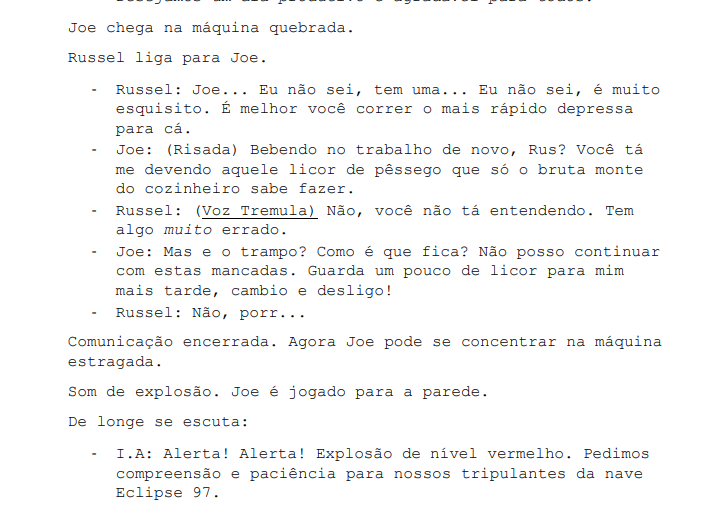 Joe chega na máquina quebrada.
Russel liga para Joe.
- Russel: Joe... Eu não sei, tem uma... Eu não sei, é muito
esquisito. É melhor você correr o mais rápido depressa
para cá.
- Joe: (Risada) Bebendo no trabalho de novo, Rus? Você tá
me devendo aquele licor de pêssego que só o bruta monte
do cozinheiro sabe fazer.
- Russel: (Voz Tremula) Não, você não tá entendendo. Tem
algo muito errado.
- Joe: Mas e o trampo? Como é que fica? Não posso continuar
com estas mancadas. Guarda um pouco de licor para mim
mais tarde, cambio e desligo!
- Russel: Não, porr...
Comunicação encerrada. Agora Joe pode se concentrar na máquina
estragada.
Som de explosão. Joe é jogado para a parede.
De longe se escuta:
- I.A: Alerta! Alerta! Explosão de nível vermelho. Pedimos
compreensão e paciência para nossos tripulantes da nave
Eclipse 97.